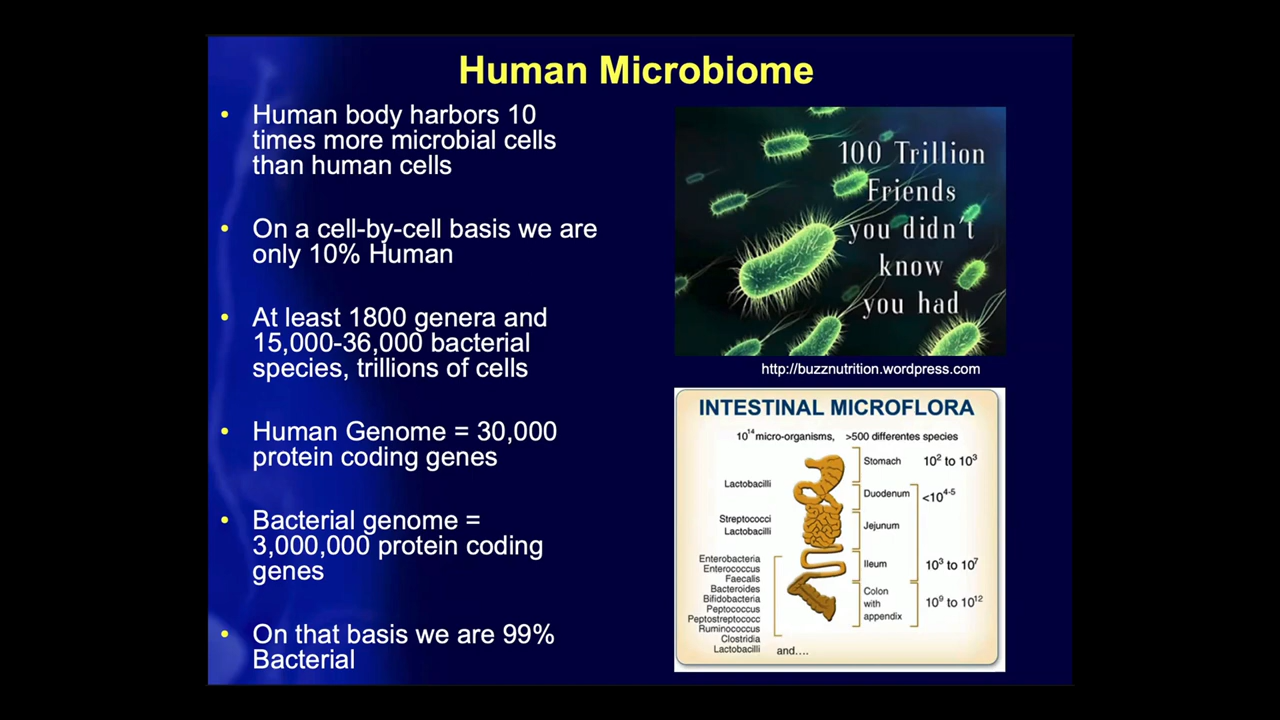 Human Microbiome
• Human body harbors 10
times more microbial cells
than human cells
• On a cell-by-cell basis we are
only 10% Human
• At least 1800 genera and
15,000-36,000 bacterial
species, trillions of cells
• Human Genome = 30,000
protein coding genes
• Bacterial genome =
3,000,000 protein coding
genes
• On that basis we are 99%
Bacterial
100 Trillion
Friends
you didn't
know
you had
http://buzznutrition.wordpress.com
INTESTINAL MICROFLORA
10¹⁴ micro-organisms, >500 differentes species
Lactobacilli
Streptococci
Lactobacilli
Enterobacteria
Enterococcus
Faecalis
Bacteroides
Bifidobacteria
Peptococcus
Peptostreptococc
Ruminococcus
Clostridia
Lactobacilli
and....
Stomach 10² to 10³
Duodenum <10⁴⁻⁵
Jejunum
Ileum 10³ to 10⁷
Colon
with
appendix
10⁹ to 10¹²